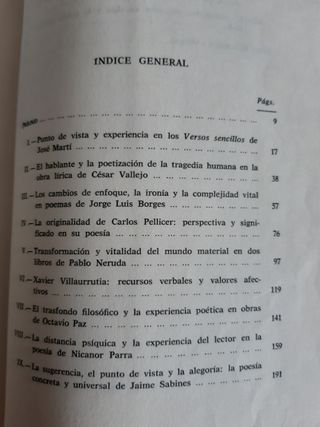 INDICE GENERAL
Págs.
PRÓLOGO ... ... ... ... ... ... ... ... ... ... ... ... ... 9
I.—Punto de vista y experiencia en los Versos sencillos de
José Martí ... ... ... ... ... ... ... ... ... ... ... 17
II.—El hablante y la poetización de la tragedia humana en la
obra lírica de César Vallejo ... ... ... ... ... ... 38
III.—Los cambios de enfoque, la ironía y la complejidad vital
en poemas de Jorge Luis Borges ... ... ... ... ... 57
IV.—La originalidad de Carlos Pellicer: perspectiva y signi-
ficado en su poesía ... ... ... ... ... ... ... ... 76
V.—Transformación y vitalidad del mundo material en dos
libros de Pablo Neruda ... ... ... ... ... ... ... 97
VI.—Xavier Villaurrutia: recursos verbales y valores afec-
tivos ... ... ... ... ... ... ... ... ... ... ... ... 119
VII.—El trasfondo filosófico y la experiencia poética en obras
de Octavio Paz ... ... ... ... ... ... ... ... ... 141
VIII.—La distancia psíquica y la experiencia del lector en la
poesía de Nicanor Parra ... ... ... ... ... ... ... 159
IX.—La sugerencia, el punto de vista y la alegoría: la poesía
concreta y universal de Jaime Sabines ... ... ... 191